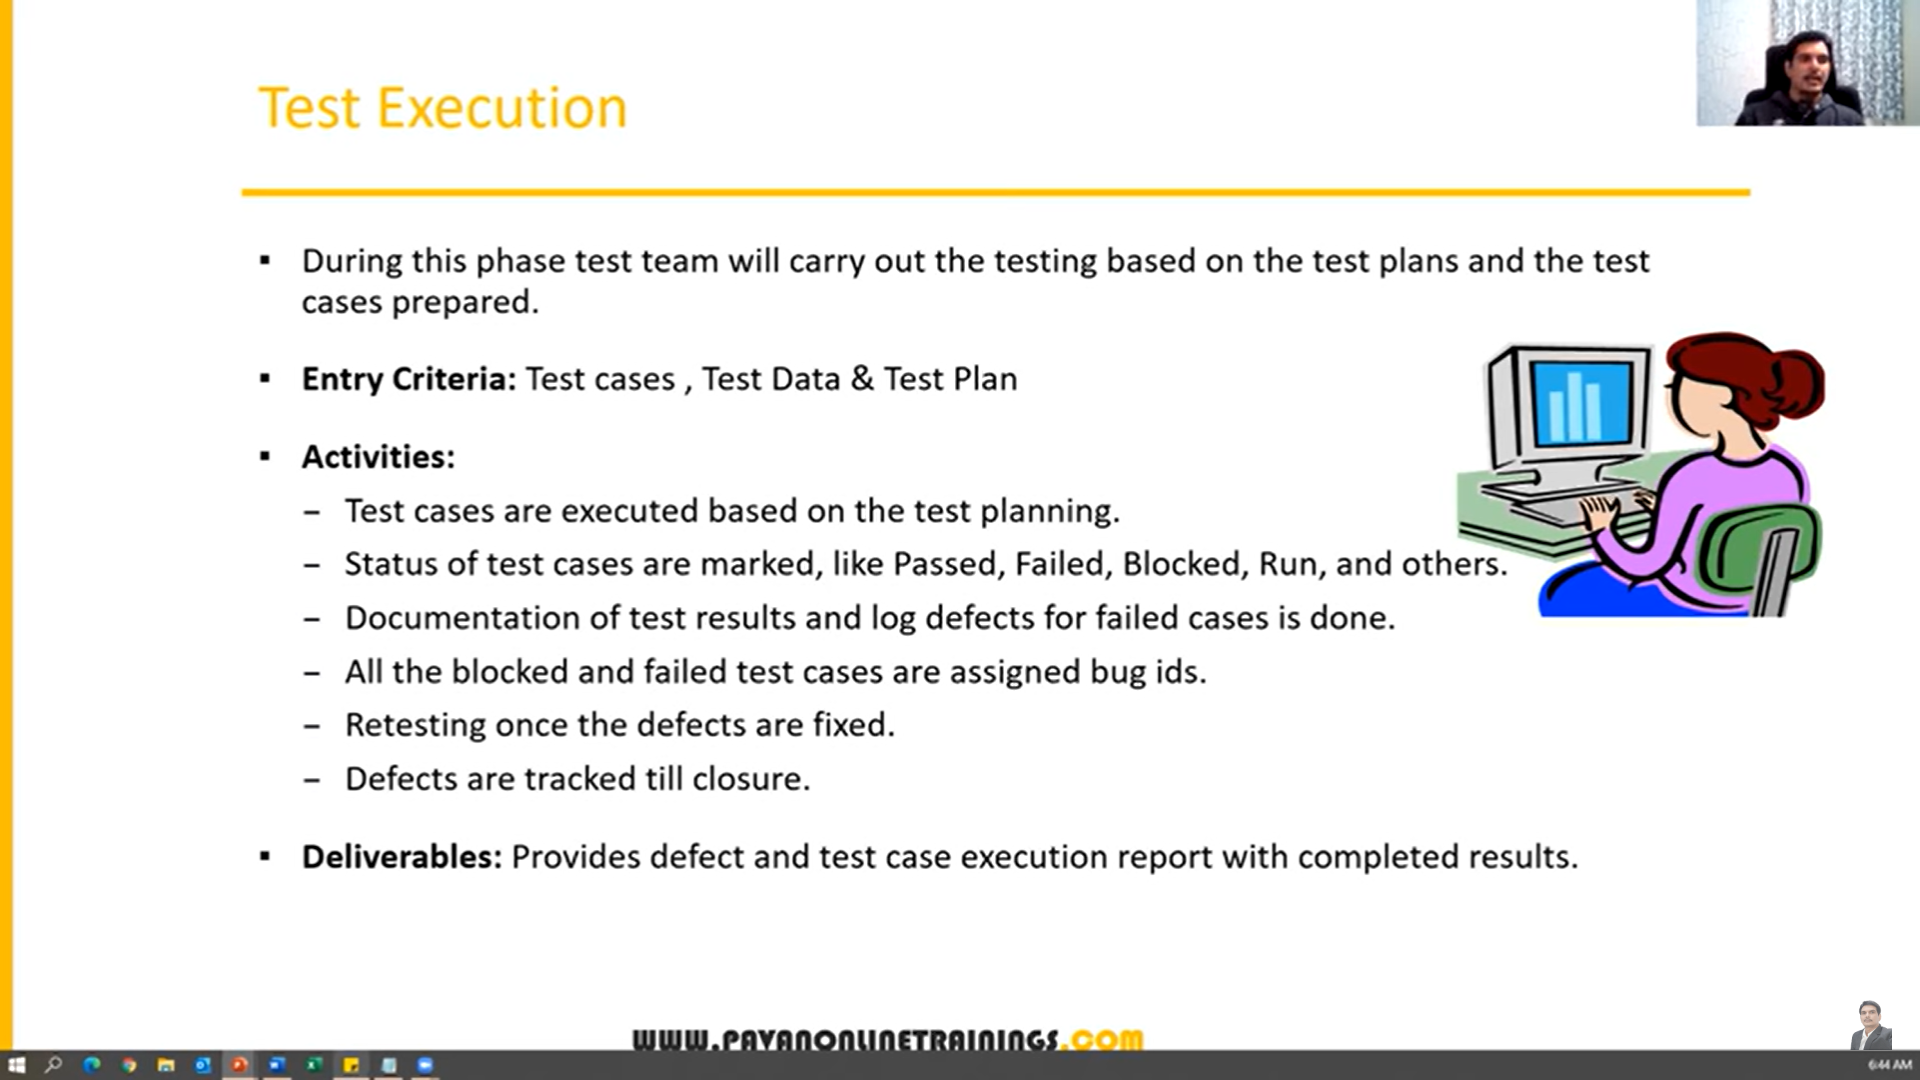 Test Execution
▪ During this phase test team will carry out the testing based on the test plans and the test
cases prepared.
▪ Entry Criteria: Test cases , Test Data & Test Plan
▪ Activities:
– Test cases are executed based on the test planning.
– Status of test cases are marked, like Passed, Failed, Blocked, Run, and others.
– Documentation of test results and log defects for failed cases is done.
– All the blocked and failed test cases are assigned bug ids.
– Retesting once the defects are fixed.
– Defects are tracked till closure.
▪ Deliverables: Provides defect and test case execution report with completed results.
WWW.PAVANONLINETRAININGS.COM
6:44 AM